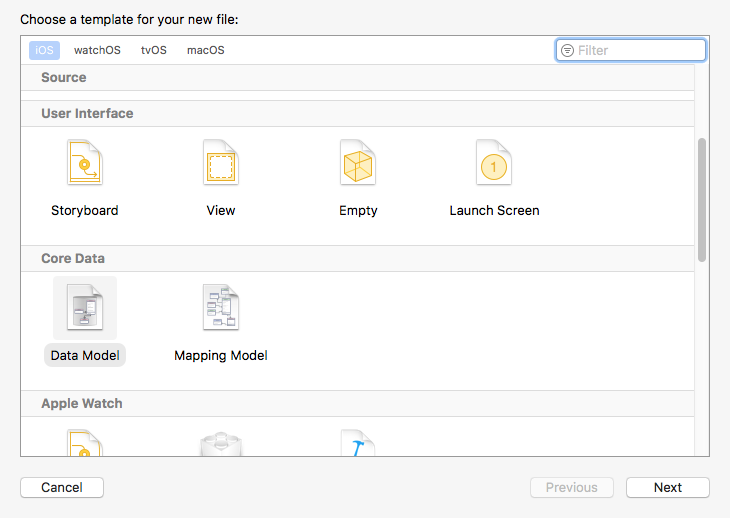 Choose a template for your new file:
iOS watchOS tvOS macOS Filter
Source
User Interface
1
Storyboard View Empty Launch Screen
Core Data
Data Model Mapping Model
Apple Watch
Cancel Previous Next